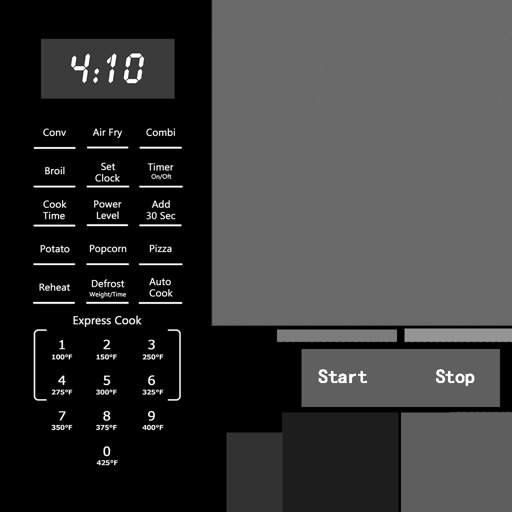 4:10
Conv Air Fry Combi
Broil Set Clock Timer On/Oft
Cook Time Power Level Add 30 Sec
Potato Popcorn Pizza
Reheat Defrost Weight/Time Auto Cook
Express Cook
1 2 3
100°F 150°F 250°F
4 5 6
275°F 300°F 325°F
7 8 9
350°F 375°F 400°F
0
425°F
Start Stop